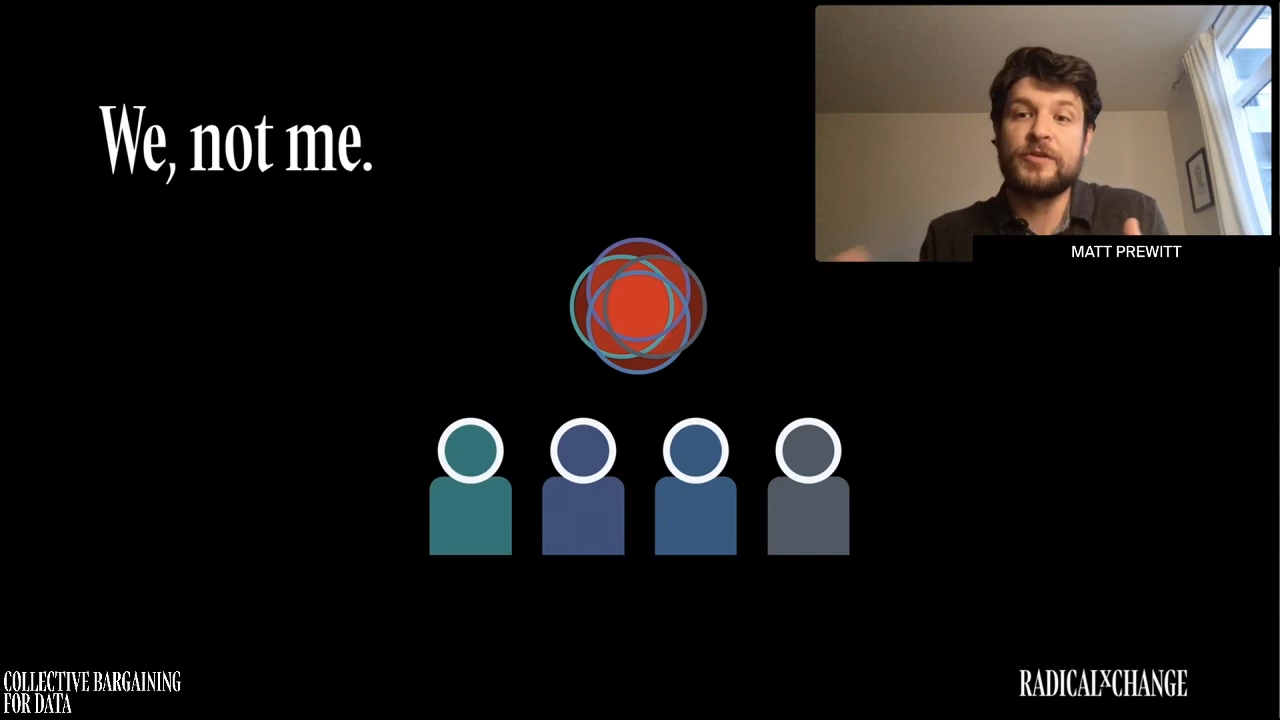 We, not me.
MATT PREWITT
COLLECTIVE BARGAINING
FOR DATA
RADICALxCHANGE